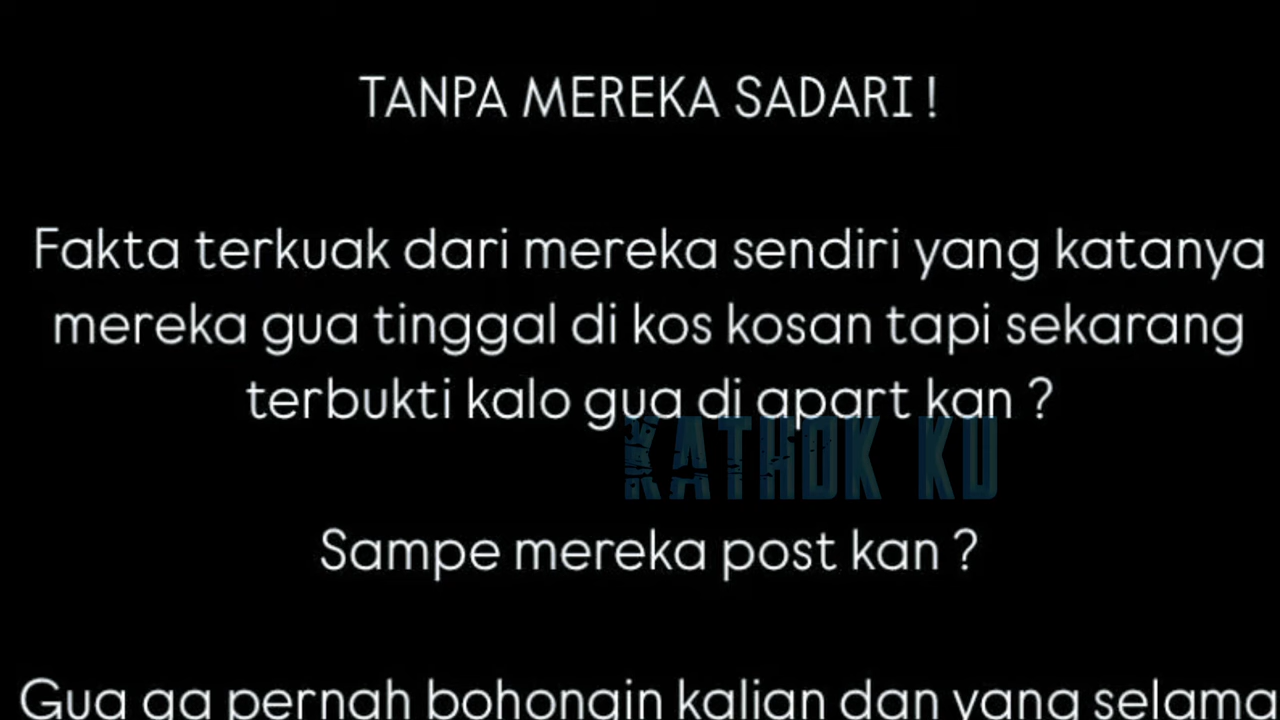 TANPA MEREKA SADARI !
Fakta terkuak dari mereka sendiri yang katanya
mereka gua tinggal di kos kosan tapi sekarang
terbukti kalo gua di apart kan ?
KATHOK KU
Sampe mereka post kan ?
Gua ga pernah bohongin kalian dan yang selama